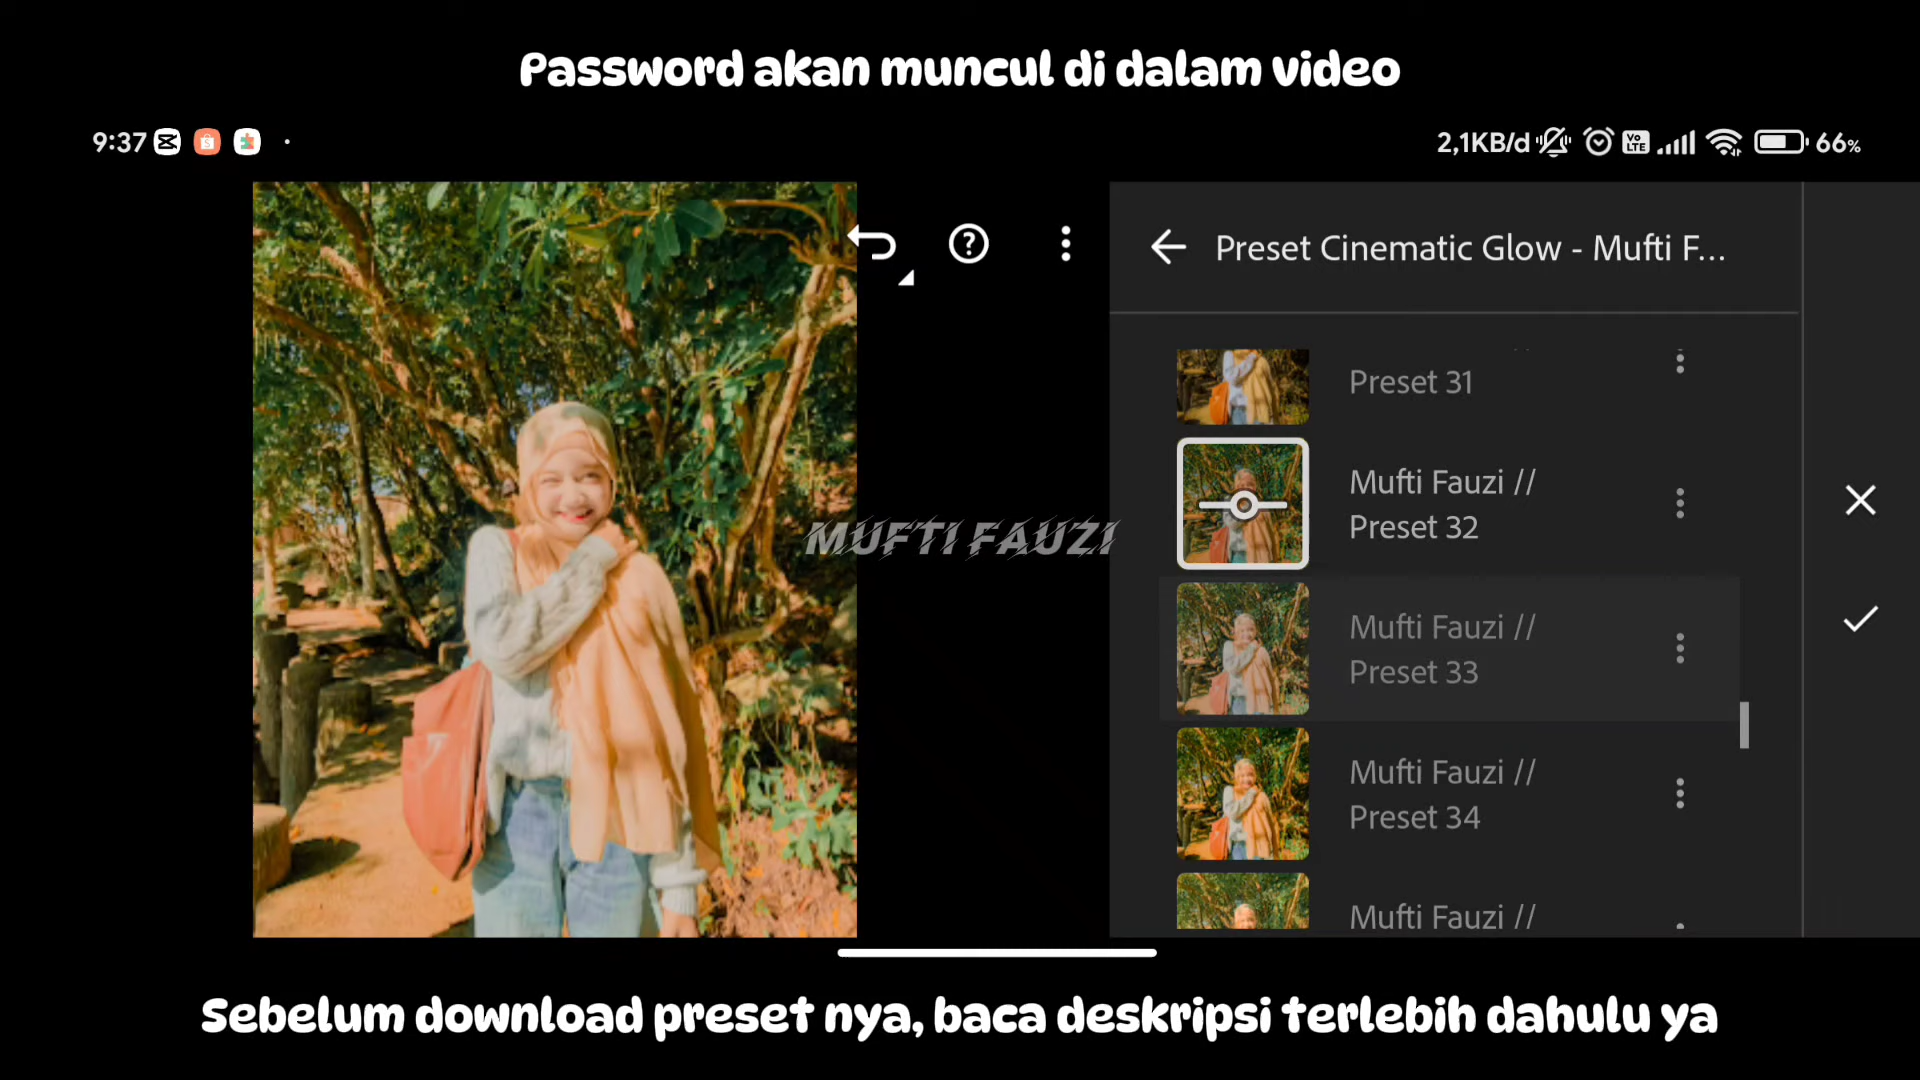 Password akan muncul di dalam video
9:37
2,1KB/d
Vo
LTE
66%
Preset Cinematic Glow - Mufti F...
Preset 31
Mufti Fauzi //
Preset 32
MUFTI FAUZI
Mufti Fauzi //
Preset 33
Mufti Fauzi //
Preset 34
Mufti Fauzi //
Sebelum download preset nya, baca deskripsi terlebih dahulu ya